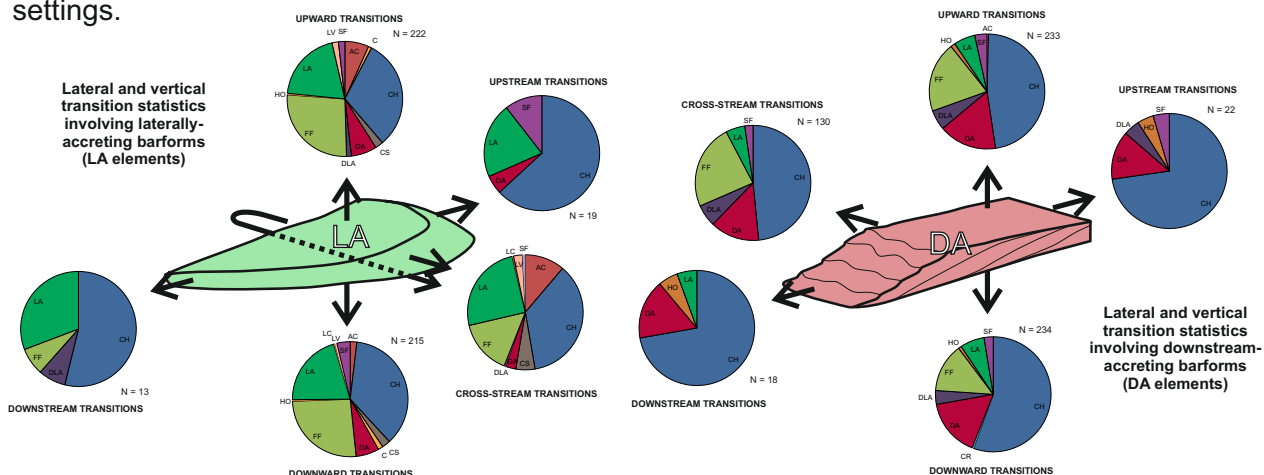 settings.
UPWARD TRANSITIONS
N = 222
LV
SF
AC
C
CH
CS
DA
DLA
FF
HO
LA
Lateral and vertical
transition statistics
involving laterally-
accreting barforms
(LA elements)
UPSTREAM TRANSITIONS
SF
LA
DA
CH
N = 19
LA
LA
FF
DLA
CH
N = 13
DOWNSTREAM TRANSITIONS
LC
LV
SF
AC
N = 215
LA
CH
HO
FF
DA
C
CS
DOWNWARD TRANSITIONS
LC
LV
SF
AC
LA
CH
FF
DLA
DA
CS
CROSS-STREAM TRANSITIONS
UPWARD TRANSITIONS
AC
N = 233
HO
LA
SF
FF
CH
DLA
DA
CROSS-STREAM TRANSITIONS
SF
N = 130
LA
FF
CH
DLA
DA
UPSTREAM TRANSITIONS
SF
N = 22
HO
DLA
DA
CH
DA
LA
HO
DA
CH
N = 18
DOWNSTREAM TRANSITIONS
SF
N = 234
HO
LA
FF
CH
DLA
DA
CR
DOWNWARD TRANSITIONS
Lateral and vertical
transition statistics
involving downstream-
accreting barforms
(DA elements)